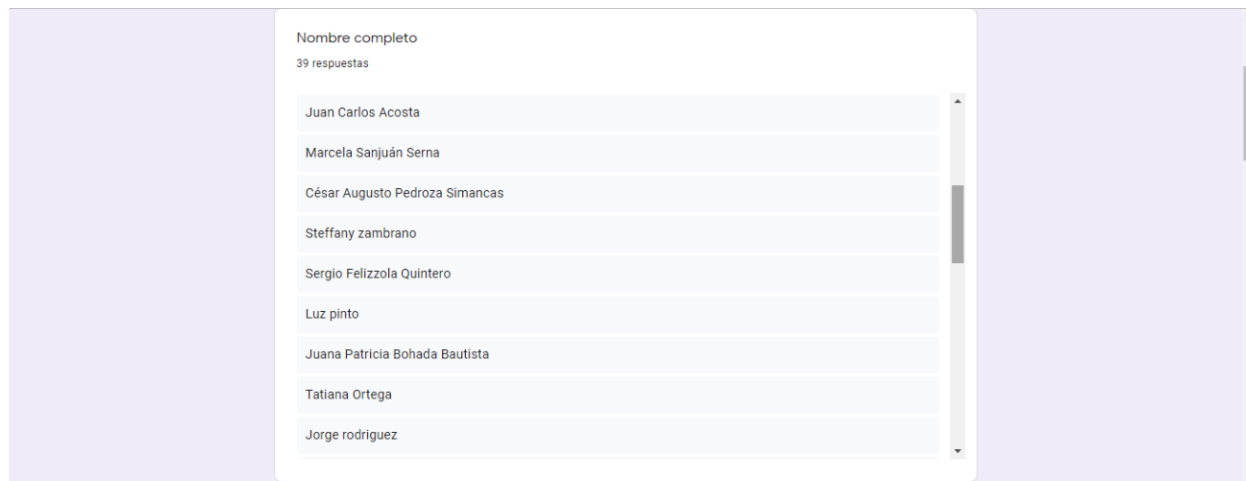 Nombre completo
39 respuestas
Juan Carlos Acosta
Marcela Sanjuán Serna
César Augusto Pedroza Simancas
Steffany zambrano
Sergio Felizzola Quintero
Luz pinto
Juana Patricia Bohada Bautista
Tatiana Ortega
Jorge rodriguez